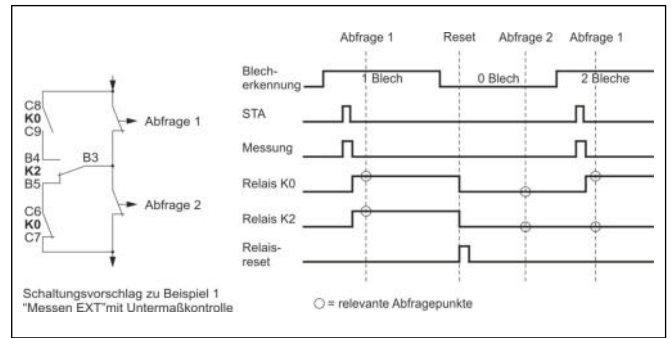 Abfrage 1 Reset Abfrage 2 Abfrage 1
Blech-
erkennung
1 Blech 0 Blech 2 Bleche
STA
Messung
Relais K0
Relais K2
Relais-
reset
C8
K0
C9
Abfrage 1
B4
B3
K2
B5
Abfrage 2
C6
K0
C7
Schaltungsvorschlag zu Beispiel 1
"Messen EXT"mit Untermaßkontrolle
= relevante Abfragepunkte